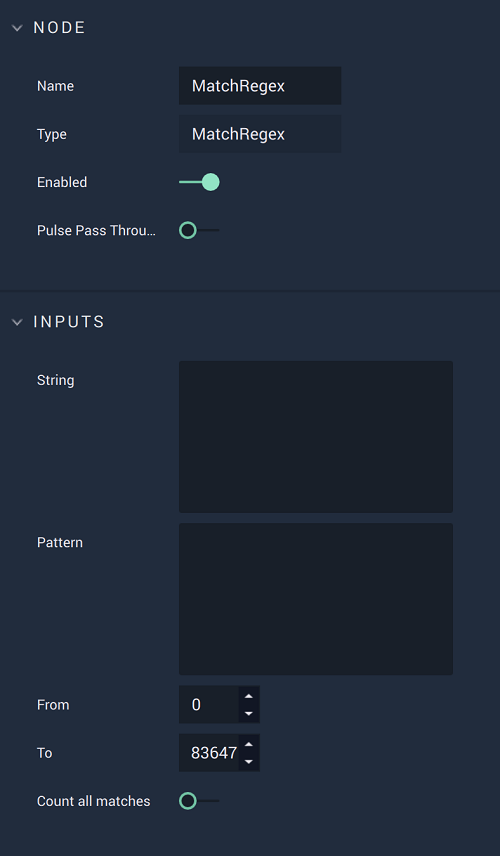 NODE
Name MatchRegex
Type MatchRegex
Enabled
Pulse Pass Throu...
INPUTS
String
Pattern
From 0
To 83647
Count all matches